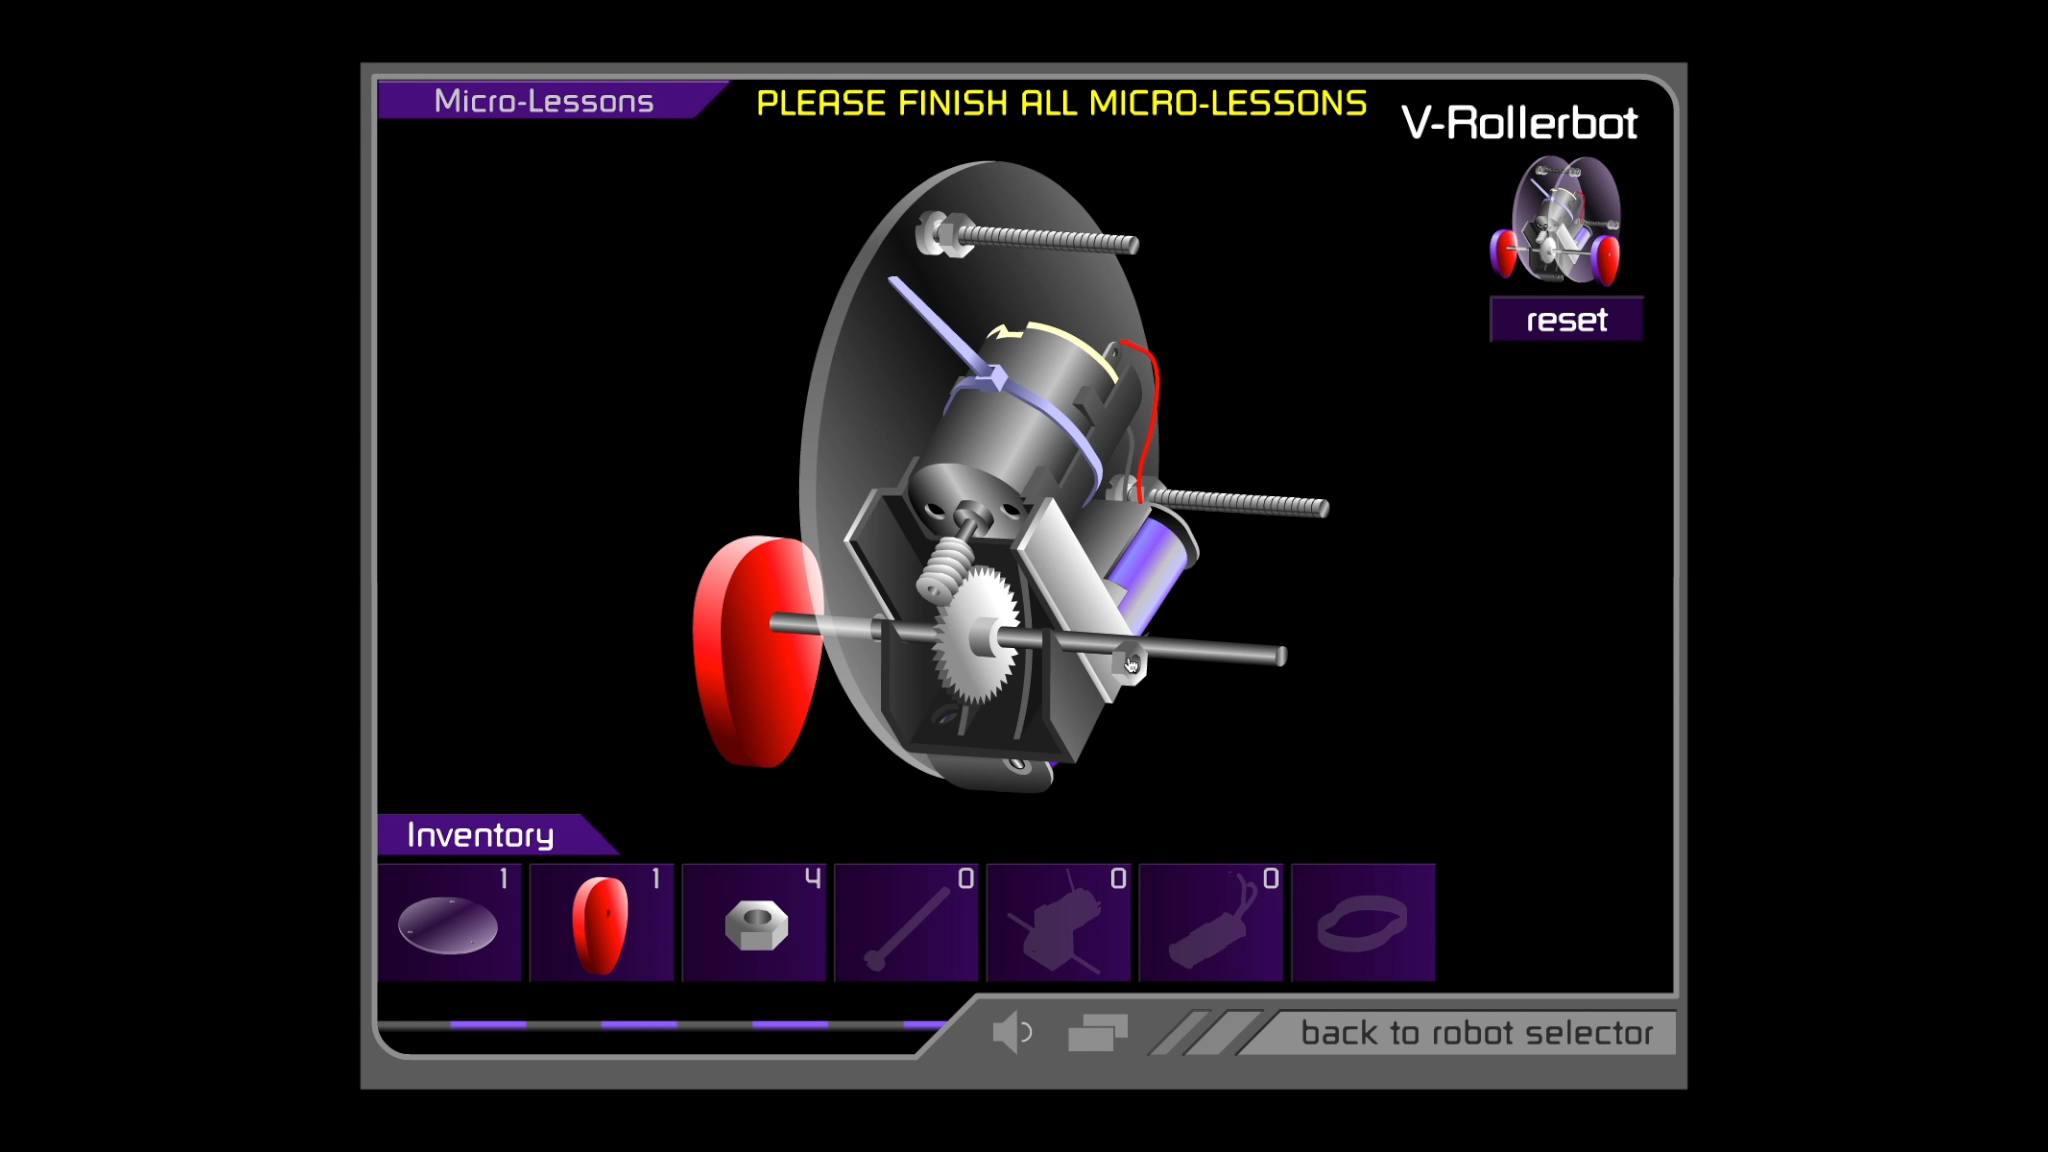 Micro-Lessons
PLEASE FINISH ALL MICRO-LESSONS
V-Rollerbot
reset
Inventory
1
1
4
0
0
0
back to robot selector